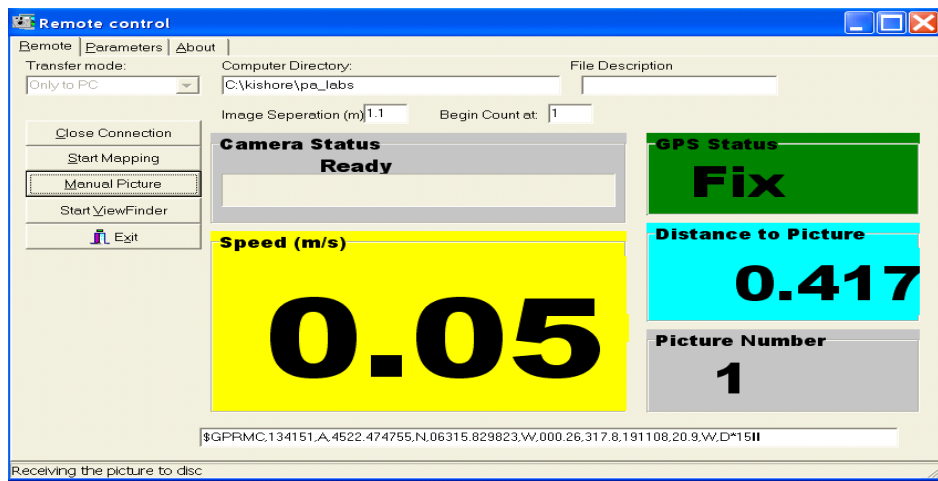 Remote control
Remote Parameters About
Transfer mode: Computer Directory: File Description
Only to PC C:\kishore\pa_labs
Image Seperation (m) 1.1 Begin Count at: 1
Close Connection
Start Mapping
Manual Picture
Start ViewFinder
Exit
Camera Status
Ready
GPS Status
Fix
Speed (m/s)
0.05
Distance to Picture
0.417
Picture Number
1
$GPRMC,134151,A,4522.474755,N,06315.829823,W,000.26,317.8,191108,20.9,W,D*15
Receiving the picture to disc